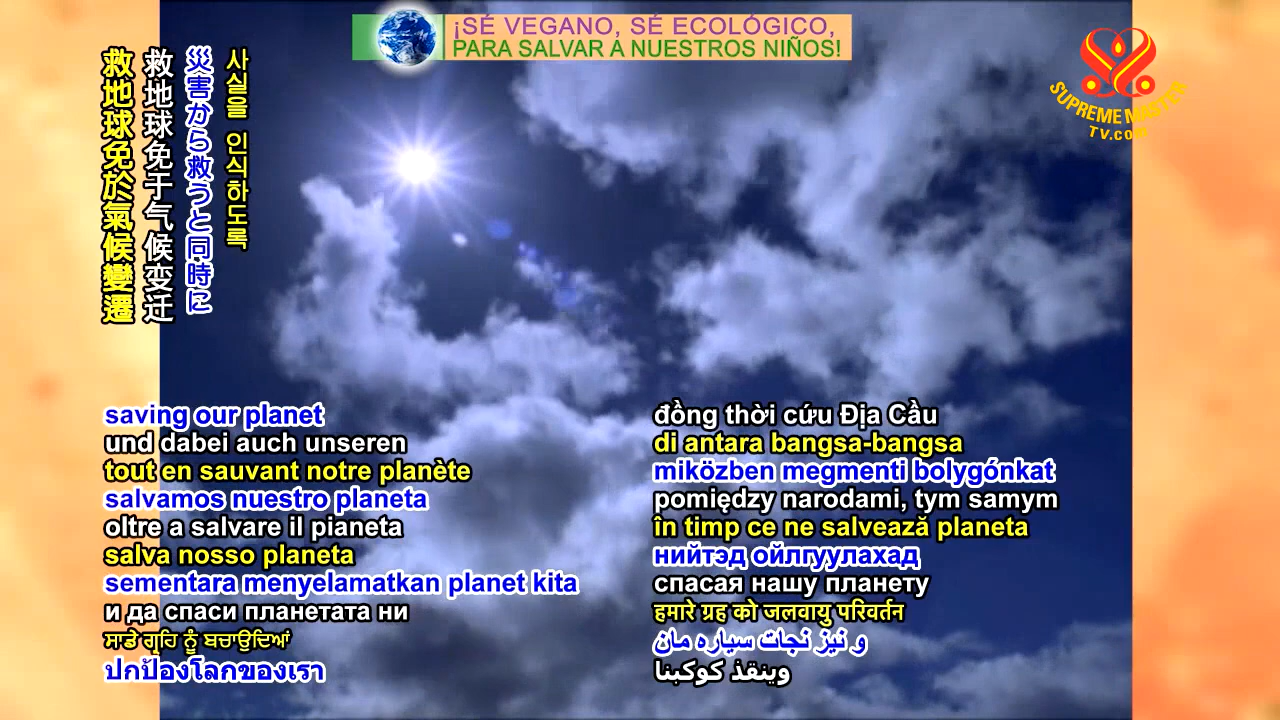 ¡SÉ VEGANO, SÉ ECOLÓGICO,
PARA SALVAR A NUESTROS NIÑOS!
SUPREME MASTER
TV.com
사실을 인식하도록
災害から救うと同時に
救地球免于气候变迁
救地球免於氣候變遷
saving our planet
und dabei auch unseren
tout en sauvant notre planète
salvamos nuestro planeta
oltre a salvare il pianeta
salva nosso planeta
sementara menyelamatkan planet kita
и да спаси планетата ни
ਸਾਡੇ ਗ੍ਰਹਿ ਨੂੰ ਬਚਾਉਦਿਆਂ
ปกป้องโลกของเรา
đồng thời cứu Địa Cầu
di antara bangsa-bangsa
miközben megmenti bolygónkat
pomiędzy narodami, tym samym
în timp ce ne salvează planeta
нийтэд ойлгуулахад
спасая нашу планету
हमारे ग्रह को जलवायु परिवर्तन
و نیز نجات سیاره مان
وينقذ كوكبنا